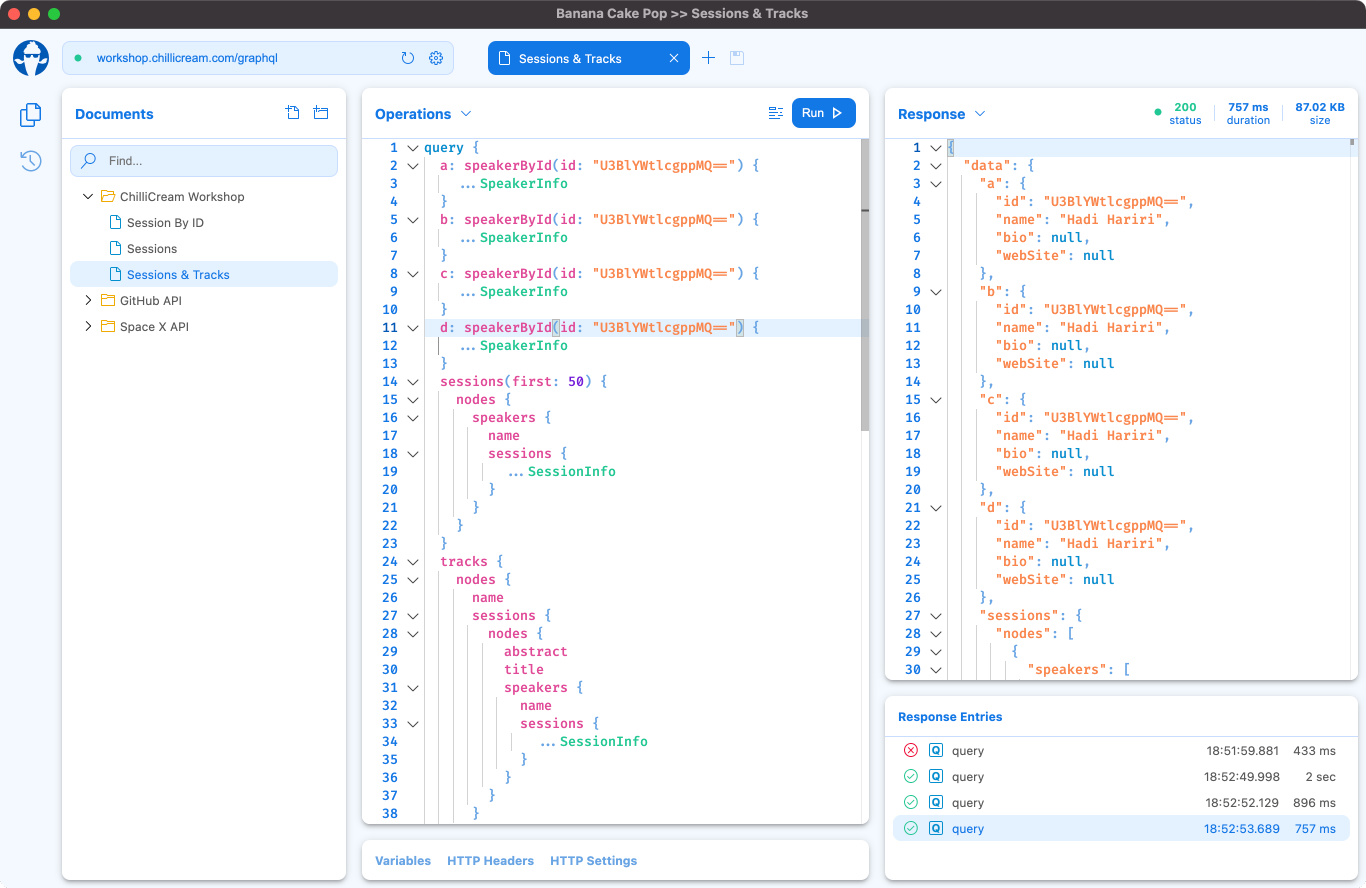 Banana Cake Pop >> Sessions & Tracks
workshop.chillicream.com/graphql
Sessions & Tracks
Documents
Find...
ChilliCream Workshop
Session By ID
Sessions
Sessions & Tracks
GitHub API
Space X API
Operations
Run
1 query {
2 a: speakerById(id: "U3BlYWtlcgppMQ==") {
3 ... SpeakerInfo
4 }
5 b: speakerById(id: "U3BlYWtlcgppMQ==") {
6 ... SpeakerInfo
7 }
8 c: speakerById(id: "U3BlYWtlcgppMQ==") {
9 ... SpeakerInfo
10 }
11 d: speakerById(id: "U3BlYWtlcgppMQ==") {
12 ... SpeakerInfo
13 }
14 sessions(first: 50) {
15 nodes {
16 speakers {
17 name
18 sessions {
19 ... SessionInfo
20 }
21 }
22 }
23 }
24 tracks {
25 nodes {
26 name
27 sessions {
28 nodes {
29 abstract
30 title
31 speakers {
32 name
33 sessions {
34 ... SessionInfo
35 }
36 }
37 }
38 }
Variables HTTP Headers HTTP Settings
Response
200 status
757 ms duration
87.02 KB size
1 {
2 "data": {
3 "a": {
4 "id": "U3BlYWtlcgppMQ==",
5 "name": "Hadi Hariri",
6 "bio": null,
7 "webSite": null
8 },
9 "b": {
10 "id": "U3BlYWtlcgppMQ==",
11 "name": "Hadi Hariri",
12 "bio": null,
13 "webSite": null
14 },
15 "c": {
16 "id": "U3BlYWtlcgppMQ==",
17 "name": "Hadi Hariri",
18 "bio": null,
19 "webSite": null
20 },
21 "d": {
22 "id": "U3BlYWtlcgppMQ==",
23 "name": "Hadi Hariri",
24 "bio": null,
25 "webSite": null
26 },
27 "sessions": {
28 "nodes": [
29 {
30 "speakers": [
Response Entries
Q query 18:51:59.881 433 ms
Q query 18:52:49.998 2 sec
Q query 18:52:52.129 896 ms
Q query 18:52:53.689 757 ms